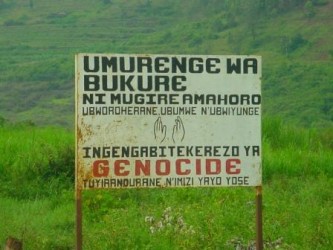 UMURENGE WA
BUKURE
NI MUGIRE AMAHORO
UBWOROHERANE, UBUMWE N'UBWIYUNGE
INGENGABITEKEREZO YA
GENOCIDE
TUYIRANDURANE N'IMIZI YAYO YOSE